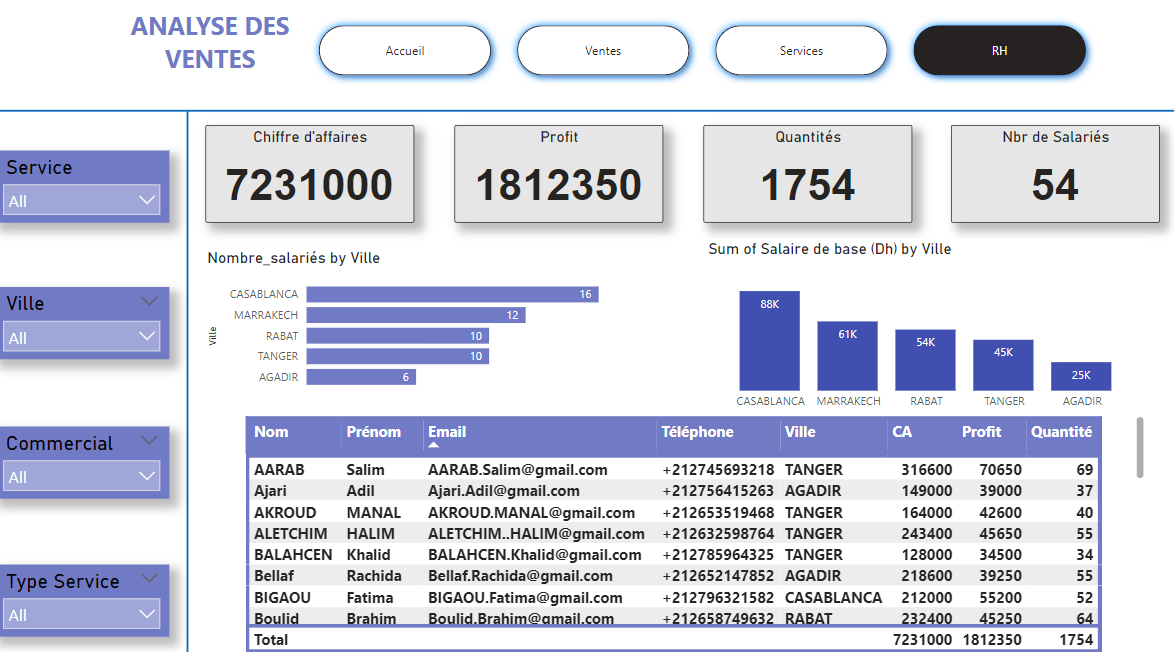 ANALYSE DES
VENTES
Accueil
Ventes
Services
RH
Service
All
Ville
All
Commercial
All
Type Service
All
Chiffre d'affaires
7231000
Profit
1812350
Quantités
1754
Nbr de Salariés
54
Nombre_salariés by Ville
Ville
CASABLANCA 16
MARRAKECH 12
RABAT 10
TANGER 10
AGADIR 6
Sum of Salaire de base (Dh) by Ville
88K 61K 54K 45K 25K
CASABLANCA MARRAKECH RABAT TANGER AGADIR
Nom Prénom Email Téléphone Ville CA Profit Quantité
AARAB Salim AARAB.Salim@gmail.com +212745693218 TANGER 316600 70650 69
Ajari Adil Ajari.Adil@gmail.com +212756415263 AGADIR 149000 39000 37
AKROUD MANAL AKROUD.MANAL@gmail.com +212653519468 TANGER 164000 42600 40
ALETCHIM HALIM ALETCHIM..HALIM@gmail.com +212632598764 TANGER 243400 45650 55
BALAHCEN Khalid BALAHCEN.Khalid@gmail.com +212785964325 TANGER 128000 34500 34
Bellaf Rachida Bellaf.Rachida@gmail.com +212652147852 AGADIR 218600 39250 55
BIGAOU Fatima BIGAOU.Fatima@gmail.com +212796321582 CASABLANCA 212000 55200 52
Boulid Brahim Boulid.Brahim@gmail.com +212658749632 RABAT 232400 45250 64
Total 7231000 1812350 1754